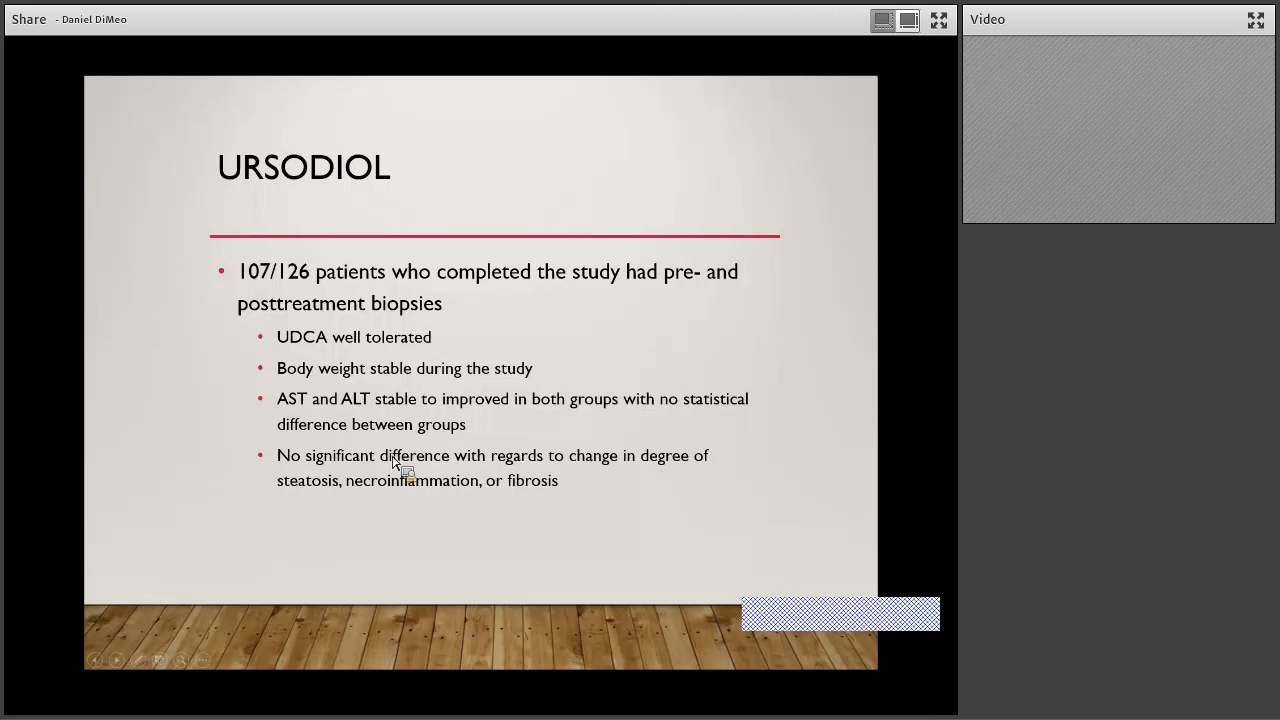 Share - Daniel DiMeo
Video
URSODIOL
• 107/126 patients who completed the study had pre- and
posttreatment biopsies
• UDCA well tolerated
• Body weight stable during the study
• AST and ALT stable to improved in both groups with no statistical
difference between groups
• No significant difference with regards to change in degree of
steatosis, necroinflammation, or fibrosis